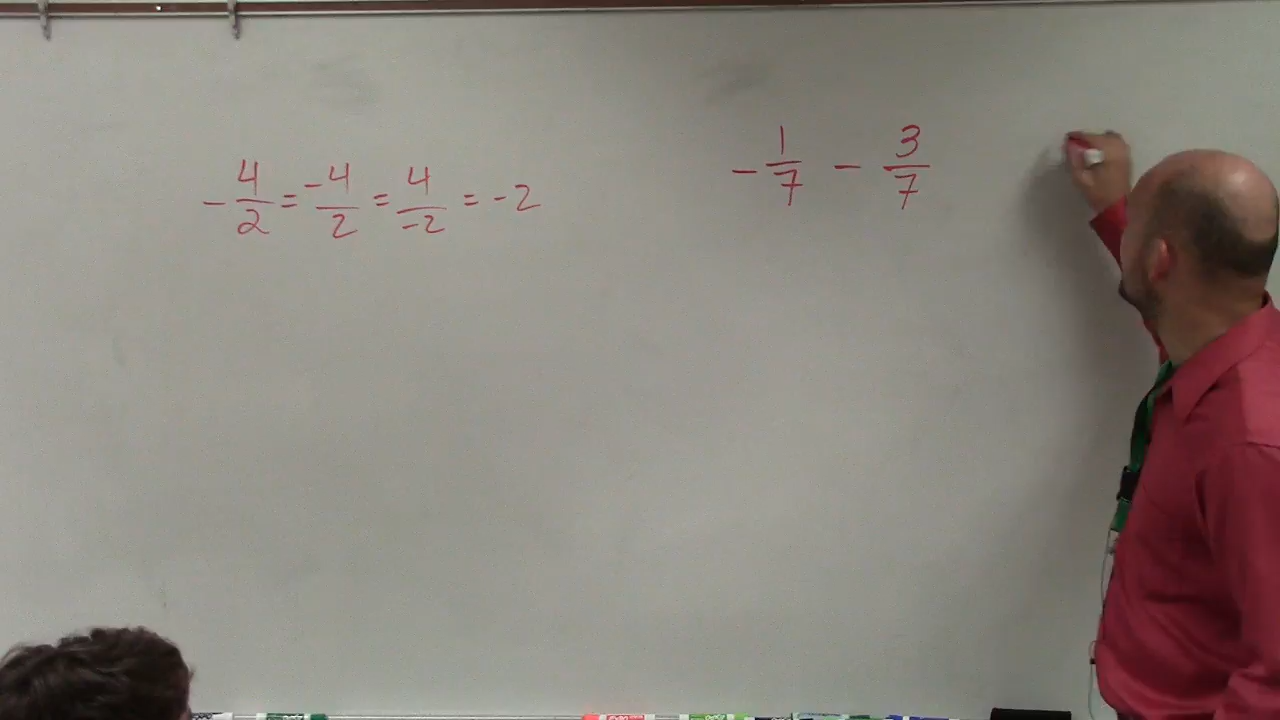 - 4/2 = -4/2 = 4/-2 = -2
- 1/7 - 3/7